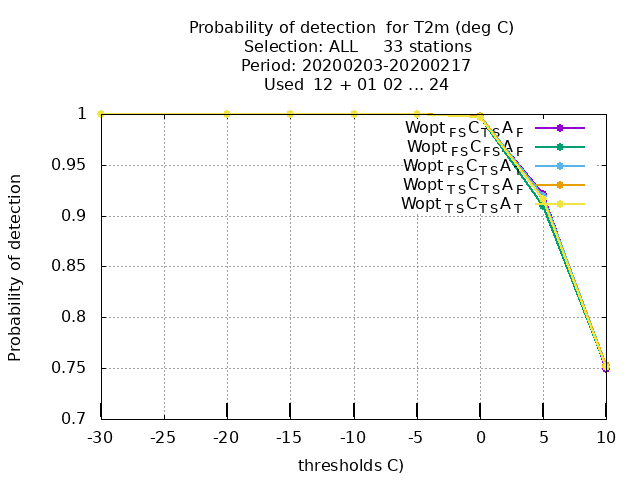 Probability of detection  for T2m (deg C)
Selection: ALL     33 stations
Period: 20200203-20200217
Used  12 + 01 02 ... 24
Probability of detection
1
0.95
0.9
0.85
0.8
0.75
0.7
Wopt FS C TS A F
Wopt FS C FS A F
Wopt FS C TS A F
Wopt TS C TS A F
Wopt TS C TS A T
-30 -25 -20 -15 -10 -5 0 5 10
thresholds C)